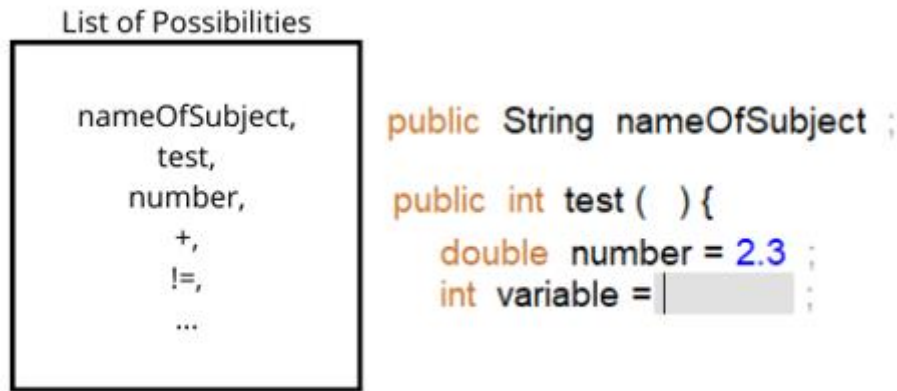 List of Possibilities
nameOfSubject,
test,
number,
+,
!=,
...
public String nameOfSubject ;
public int test ( ) {
double number = 2.3 ;
int variable = ;